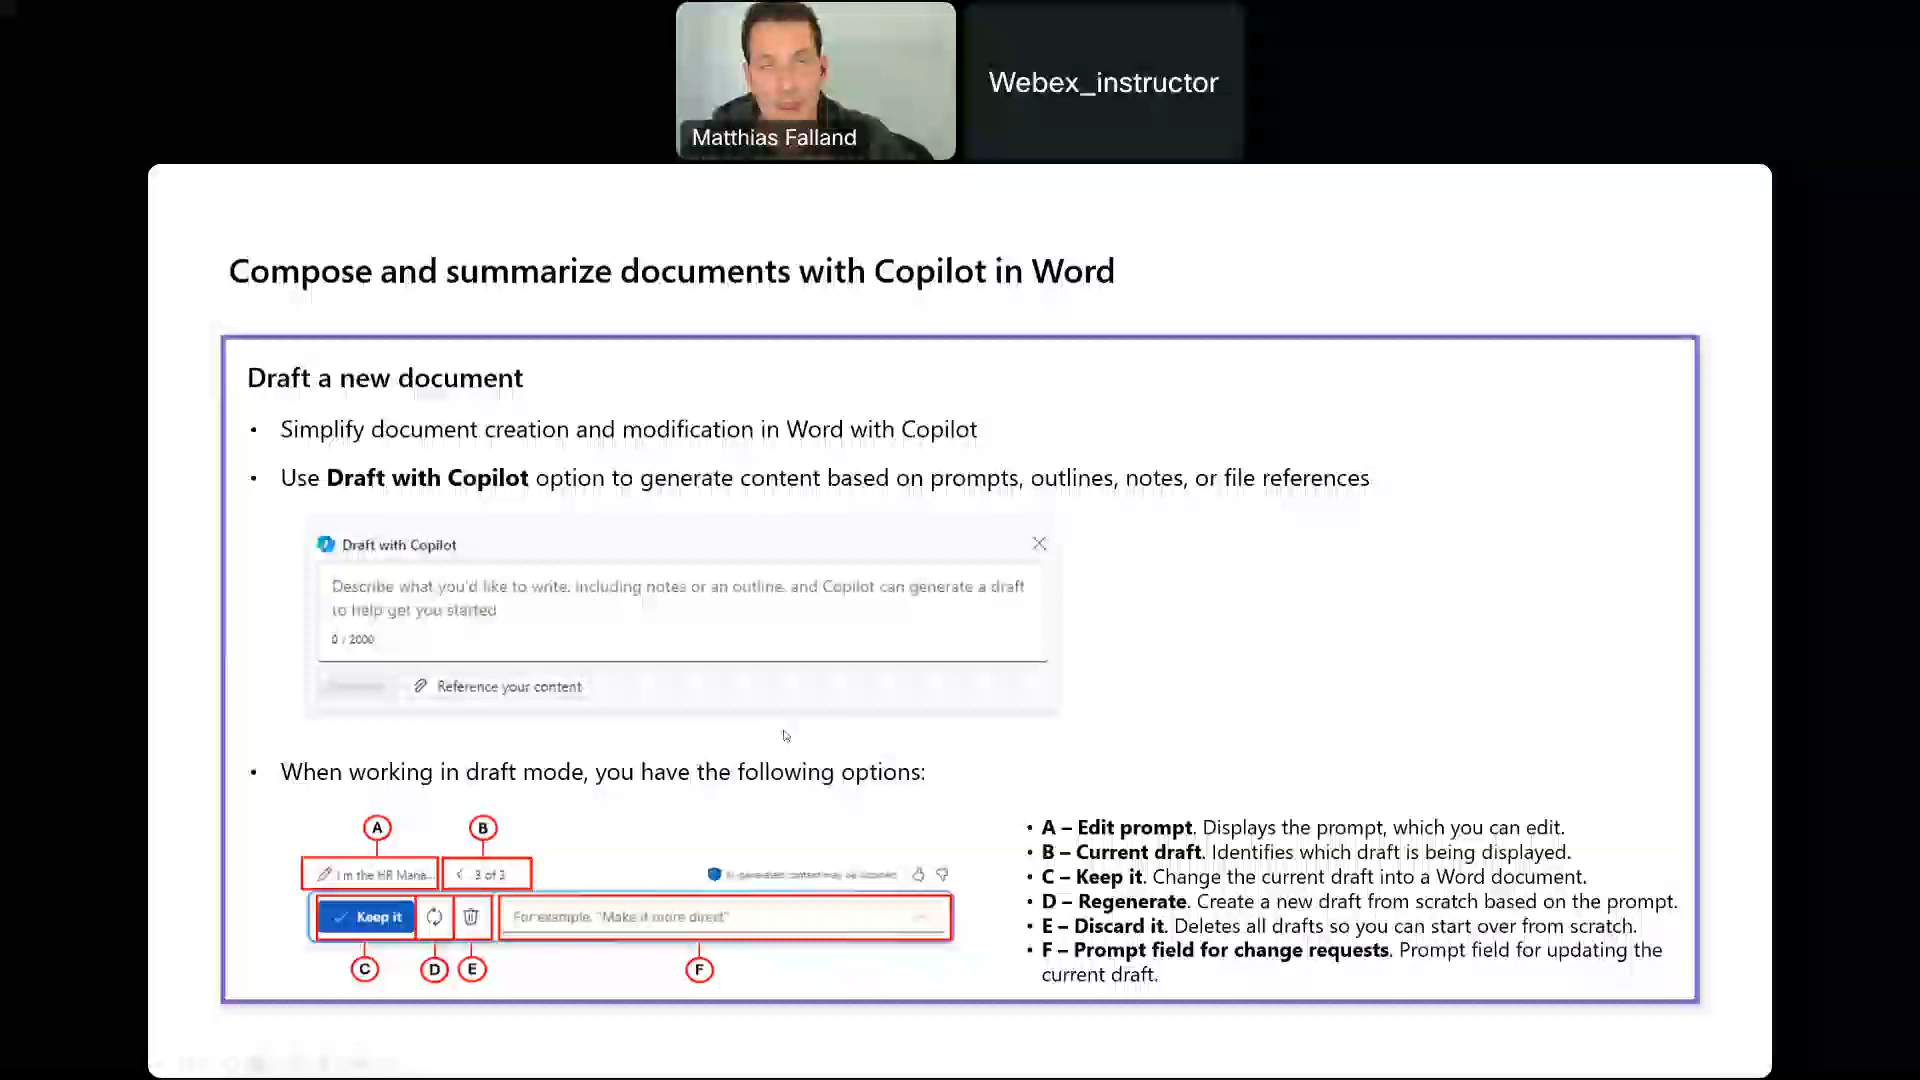 Matthias Falland
Webex_instructor
Compose and summarize documents with Copilot in Word
Draft a new document
• Simplify document creation and modification in Word with Copilot
• Use Draft with Copilot option to generate content based on prompts, outlines, notes, or file references
Draft with Copilot
Describe what you'd like to write, including notes or an outline, and Copilot can generate a draft
to help get you started
0 / 2000
Reference your content
• When working in draft mode, you have the following options:
A
B
I'm the HR Mana...
3 of 3
AI-generated content may be incorrect
Keep it
For example, "Make it more direct"
C
D
E
F
• A – Edit prompt. Displays the prompt, which you can edit.
• B – Current draft. Identifies which draft is being displayed.
• C – Keep it. Change the current draft into a Word document.
• D – Regenerate. Create a new draft from scratch based on the prompt.
• E – Discard it. Deletes all drafts so you can start over from scratch.
• F – Prompt field for change requests. Prompt field for updating the
current draft.